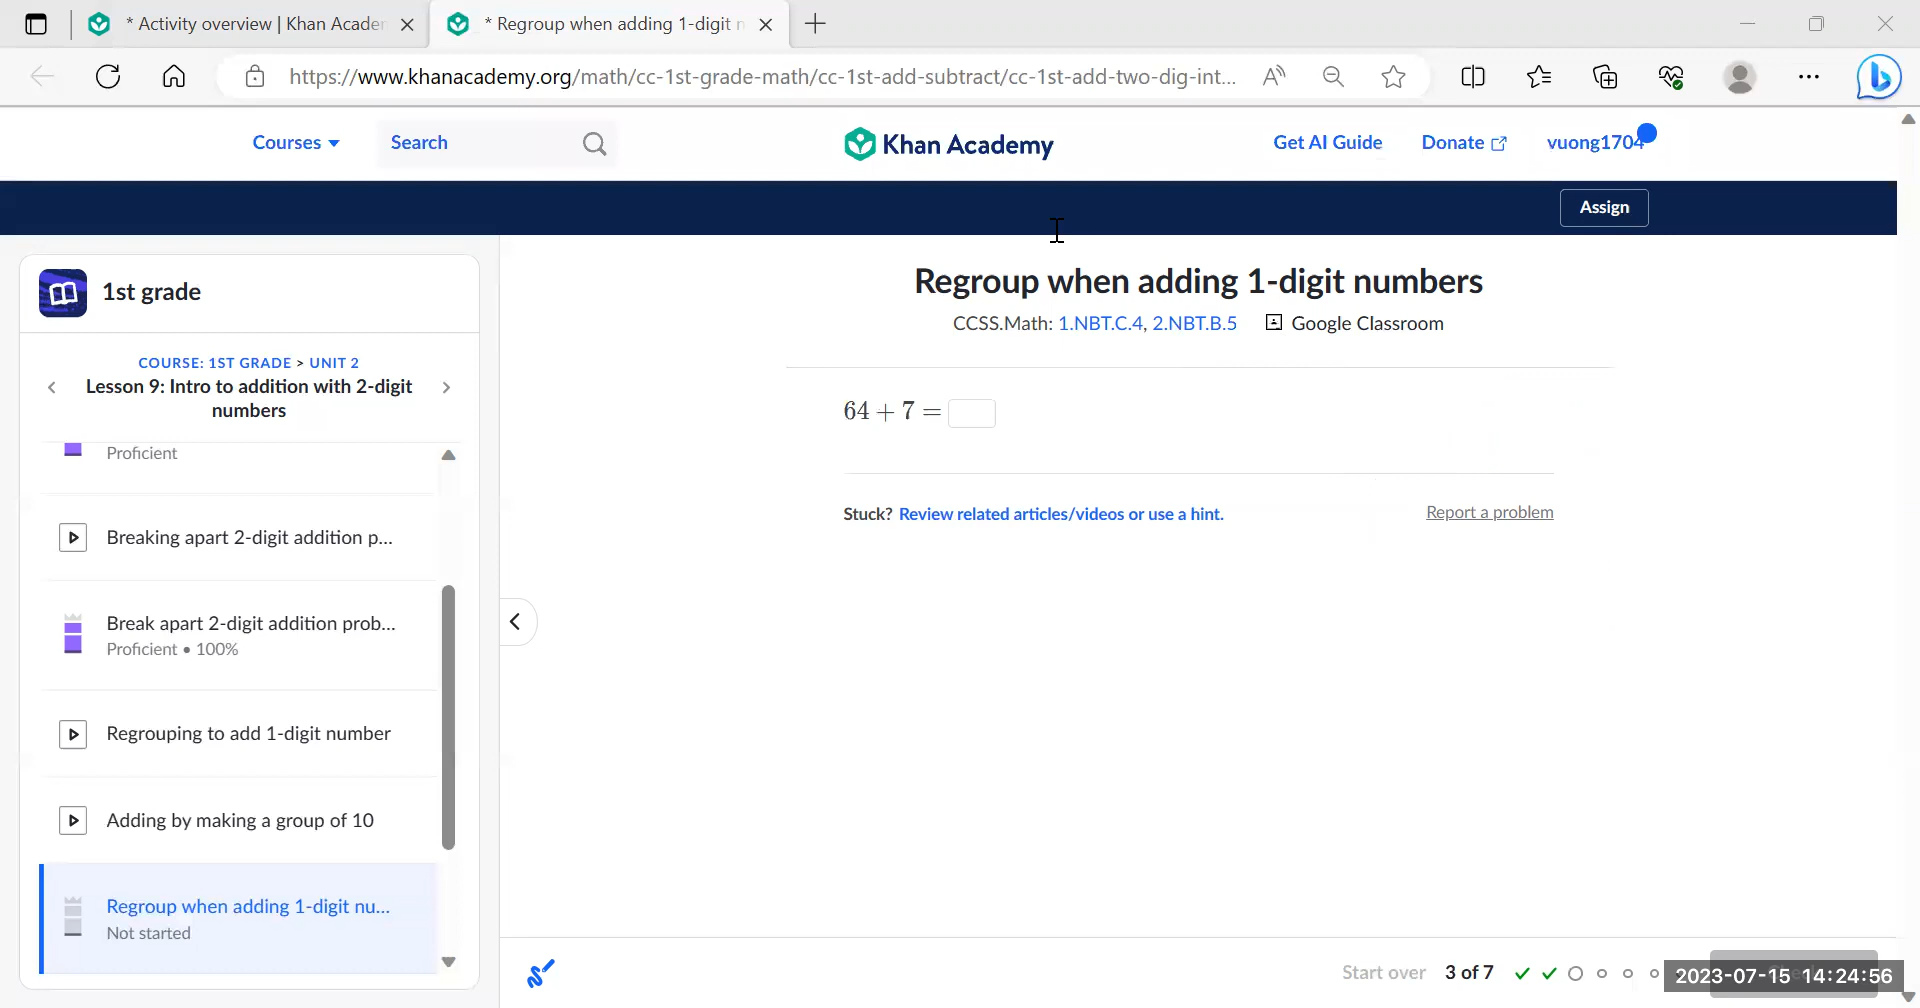 * Activity overview | Khan Acade
* Regroup when adding 1-digit n
https://www.khanacademy.org/math/cc-1st-grade-math/cc-1st-add-subtract/cc-1st-add-two-dig-int...
Courses
Search
Khan Academy
Get AI Guide
Donate
vuong1704
Assign
1st grade
COURSE: 1ST GRADE > UNIT 2
Lesson 9: Intro to addition with 2-digit
numbers
Proficient
Breaking apart 2-digit addition p...
Break apart 2-digit addition prob...
Proficient • 100%
Regrouping to add 1-digit number
Adding by making a group of 10
Regroup when adding 1-digit nu...
Not started
Regroup when adding 1-digit numbers
CCSS.Math: 1.NBT.C.4, 2.NBT.B.5 Google Classroom
64 + 7 =
Stuck? Review related articles/videos or use a hint.
Report a problem
Start over 3 of 7
2023-07-15 14:24:56